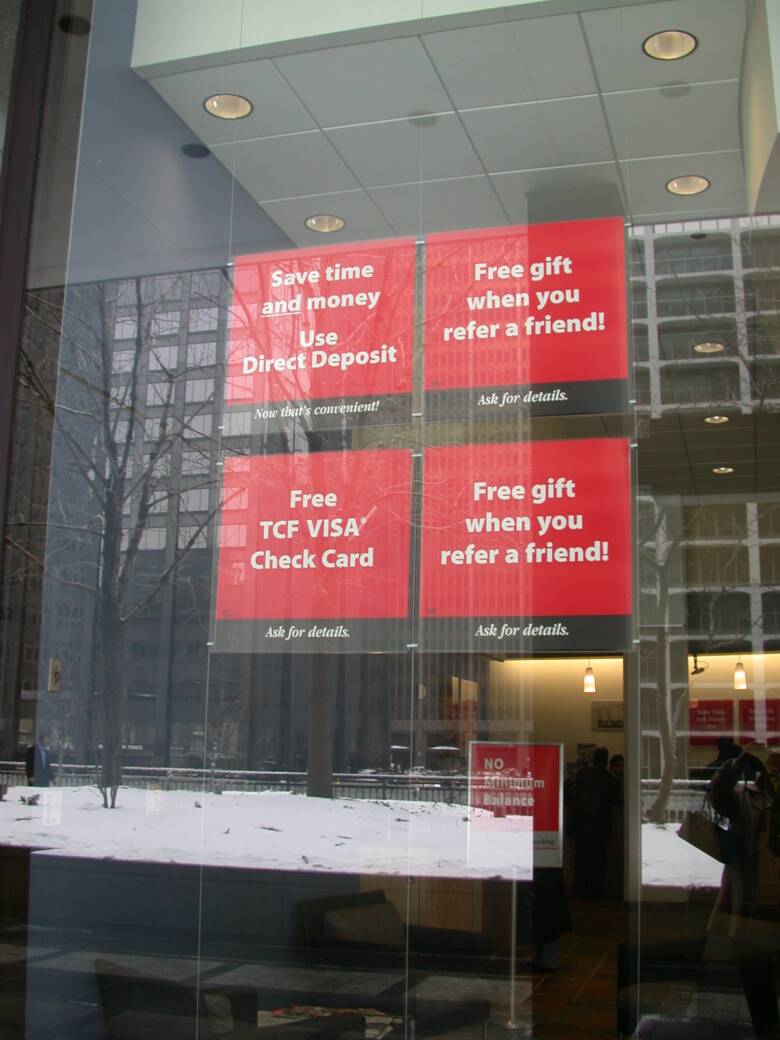 Save time
and money
Use
Direct Deposit
Now that's convenient!
Free gift
when you
refer a friend!
Ask for details.
Free
TCF VISA®
Check Card
Ask for details.
Free gift
when you
refer a friend!
Ask for details.
NO
Minimum
Balance